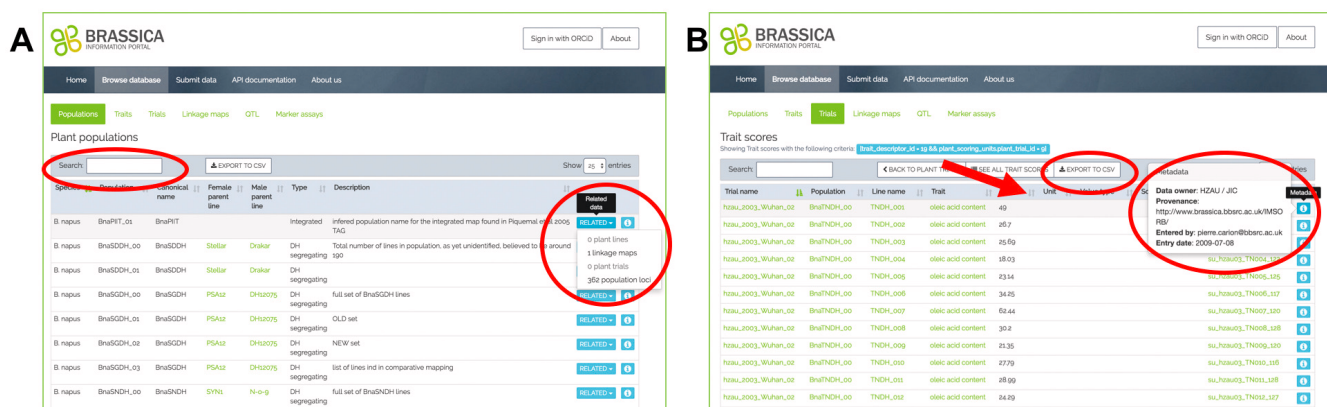 A
BRASSICA
INFORMATION PORTAL
Sign in with ORCiD About
Home Browse database Submit data API documentation About us
Populations Traits Trials Linkage maps QTL Marker assays
Plant populations
Search: EXPORT TO CSV Show 25 entries
Species Population Canonical name Female parent line Male parent line Type Description
Related data
B. napus BnaPIIT_01 BnaPIIT Integrated infered population name for the integrated map found in Piquemal et al 2005 TAG RELATED
0 plant lines
1 linkage maps
0 plant trials
362 population loci
B. napus BnaSDDH_00 BnaSDDH Stellar Drakar DH segregating Total number of lines in population, as yet unidentified, believed to be around 190
B. napus BnaSDDH_01 BnaSDDH Stellar Drakar DH segregating
B. napus BnaSGDH_00 BnaSGDH PSA12 DH12075 DH segregating full set of BnaSGDH lines RELATED
B. napus BnaSGDH_01 BnaSGDH PSA12 DH12075 DH segregating OLD set RELATED
B. napus BnaSGDH_02 BnaSGDH PSA12 DH12075 DH segregating NEW set RELATED
B. napus BnaSGDH_03 BnaSGDH PSA12 DH12075 DH segregating list of lines ind in comparative mapping RELATED
B. napus BnaSNDH_00 BnaSNDH SYN1 N-o-9 DH segregating full set of BnaSNDH lines RELATED
B
BRASSICA
INFORMATION PORTAL
Sign in with ORCiD About
Home Browse database Submit data API documentation About us
Populations Traits Trials Linkage maps QTL Marker assays
Trait scores
Showing Trait scores with the following criteria: [trait_descriptor_id = 19 && plant_scoring_units.plant_trial_id = 9]
Search: BACK TO PLANT SEE ALL TRAIT SCORES EXPORT TO CSV
Trial name Population Line name Trait Unit Value type
Metadata
Data owner: HZAU / JIC
Provenance:
http://www.brassica.bbsrc.ac.uk/IMSO
RB/
Entered by: pierre.carion@bbsrc.ac.uk
Entry date: 2009-07-08
hzau_2003_Wuhan_02 BnaTNDH_00 TNDH_001 oleic acid content 49
hzau_2003_Wuhan_02 BnaTNDH_00 TNDH_002 oleic acid content 26.7
hzau_2003_Wuhan_02 BnaTNDH_00 TNDH_003 oleic acid content 25.69
hzau_2003_Wuhan_02 BnaTNDH_00 TNDH_004 oleic acid content 18.03 su_hzau03_TN004_122
hzau_2003_Wuhan_02 BnaTNDH_00 TNDH_005 oleic acid content 23.14 su_hzau03_TN005_125
hzau_2003_Wuhan_02 BnaTNDH_00 TNDH_006 oleic acid content 34.25 su_hzau03_TN006_117
hzau_2003_Wuhan_02 BnaTNDH_00 TNDH_007 oleic acid content 62.44 su_hzau03_TN007_120
hzau_2003_Wuhan_02 BnaTNDH_00 TNDH_008 oleic acid content 30.2 su_hzau03_TN008_128
hzau_2003_Wuhan_02 BnaTNDH_00 TNDH_009 oleic acid content 21.35 su_hzau03_TN009_120
hzau_2003_Wuhan_02 BnaTNDH_00 TNDH_010 oleic acid content 27.79 su_hzau03_TN010_116
hzau_2003_Wuhan_02 BnaTNDH_00 TNDH_011 oleic acid content 28.99 su_hzau03_TN011_128
hzau_2003_Wuhan_02 BnaTNDH_00 TNDH_012 oleic acid content 24.29 su_hzau03_TN012_127